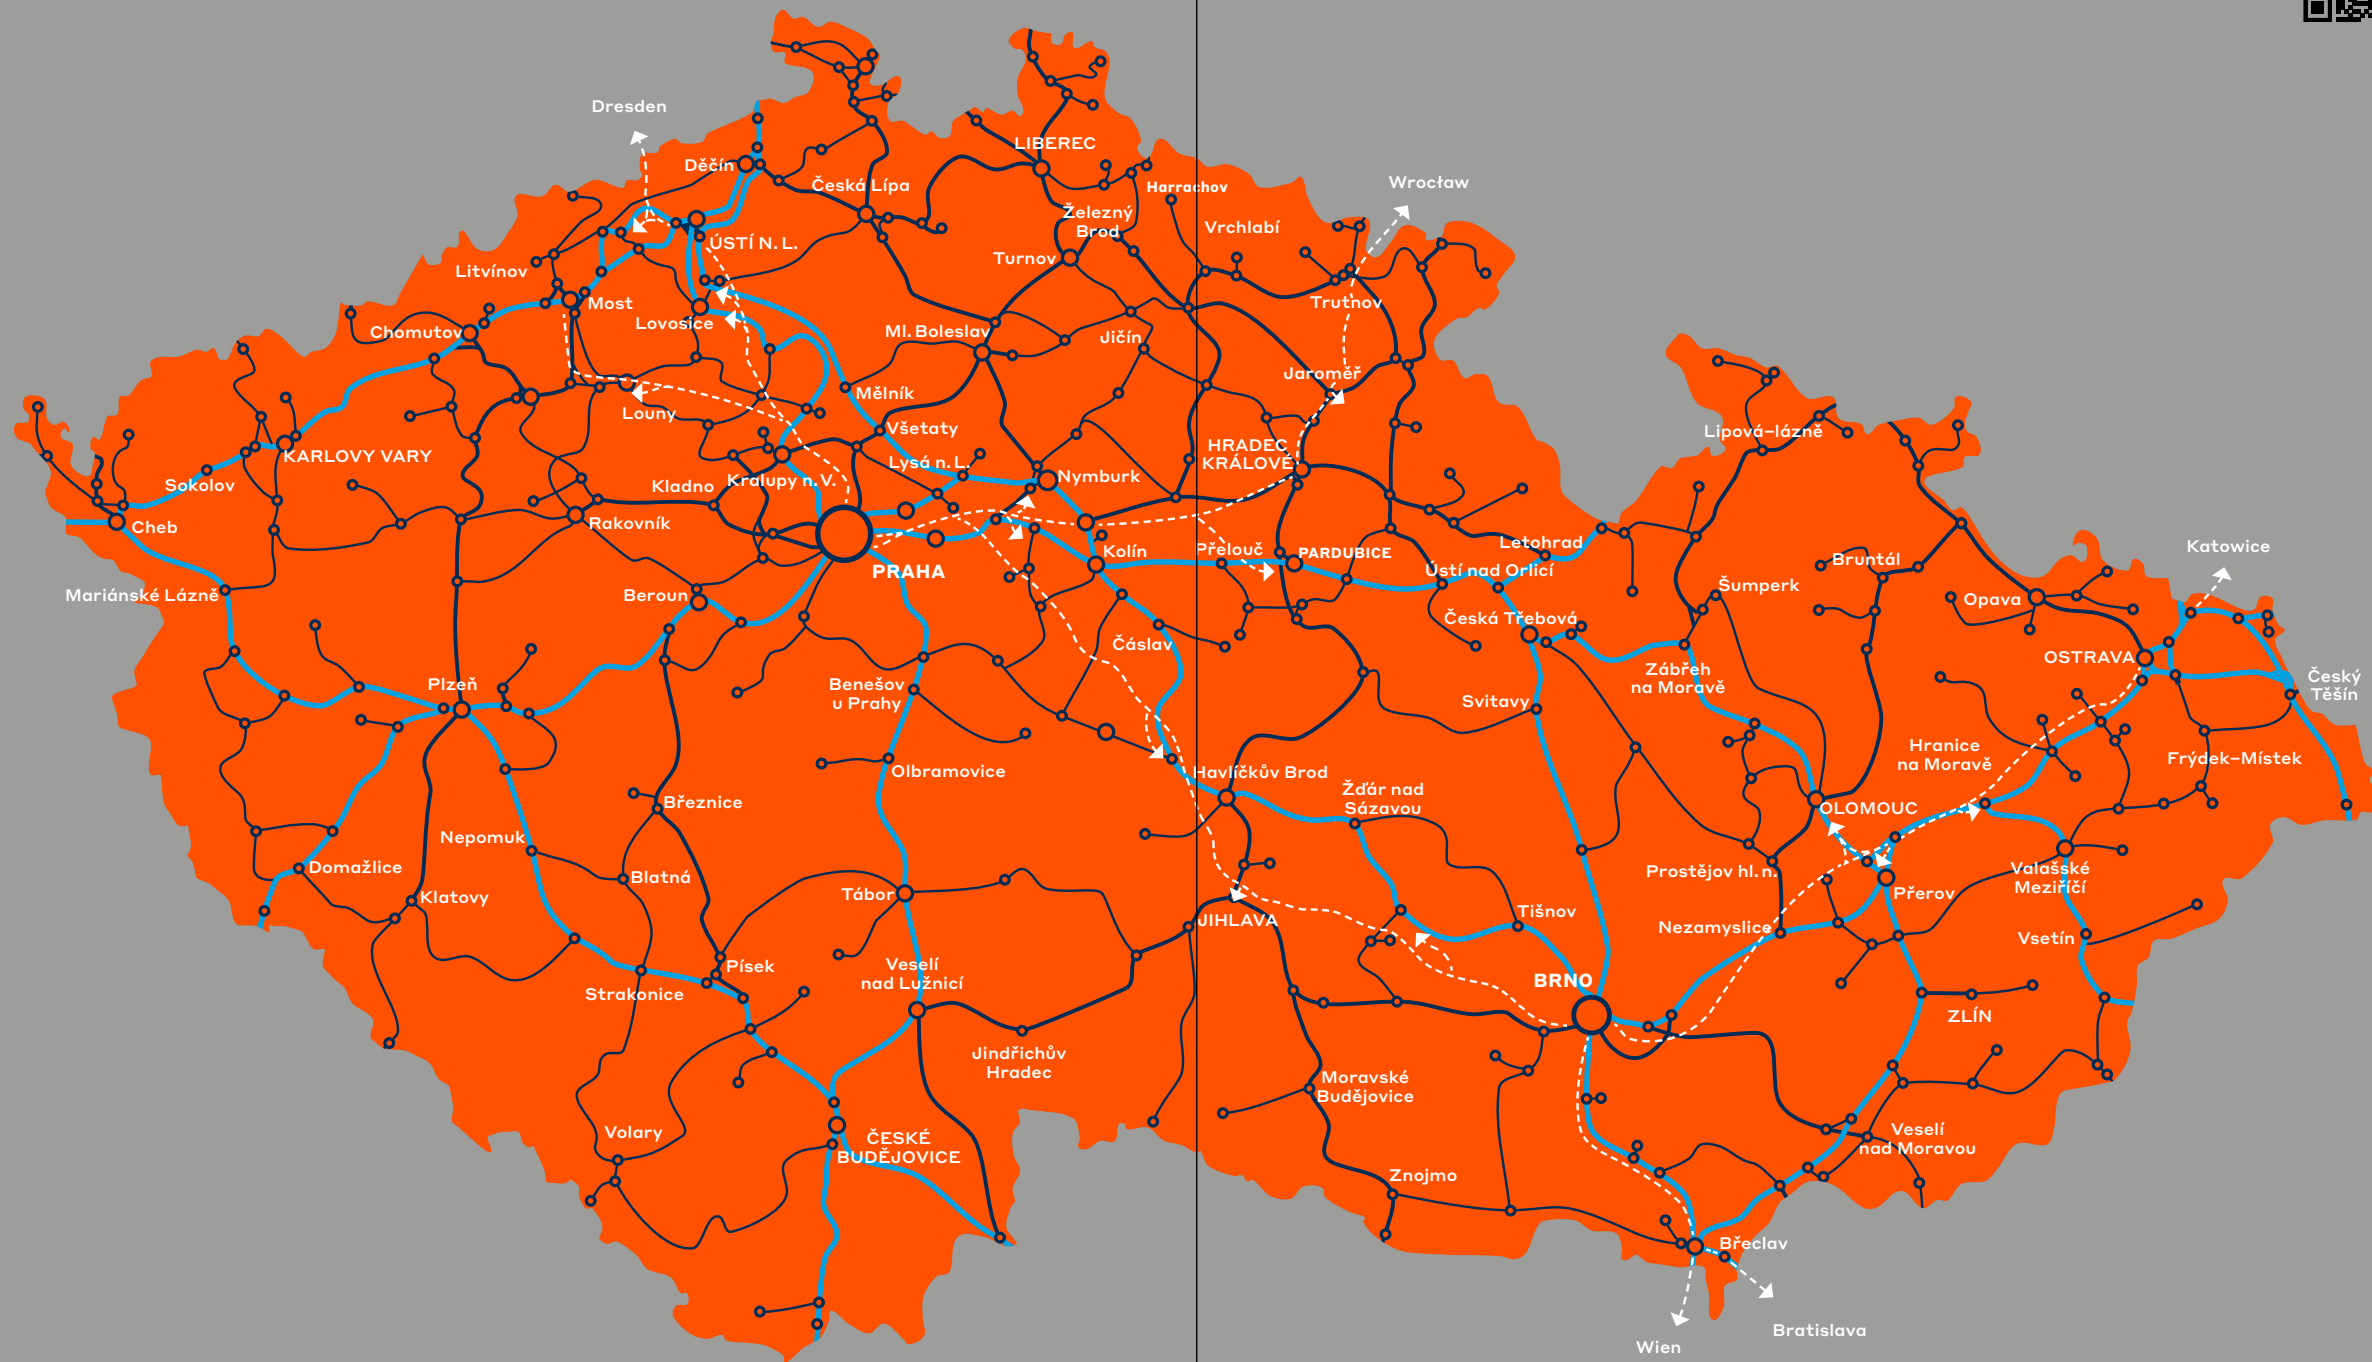 Dresden
LIBEREC
Děčín
Česká Lípa
Harrachov
Wrocław
Železný
Brod
Vrchlabí
ÚSTÍ N. L.
Turnov
Litvínov
Most
Trutnov
Lovosice
Chomutov
Ml. Boleslav
Jičín
Jaroměř
Mělník
Louny
Všetaty
Lipová–lázně
HRADEC
KRÁLOVÉ
KARLOVY VARY
Lysá n. L.
Nymburk
Kralupy n. V.
Sokolov
Kladno
Cheb
Rakovník
Letohrad
Katowice
Kolín
Přelouč
PARDUBICE
Bruntál
PRAHA
Ústí nad Orlicí
Šumperk
Mariánské Lázně
Beroun
Opava
Česká Třebová
Čáslav
OSTRAVA
Zábřeh
na Moravě
Plzeň
Benešov
u Prahy
Český
Těšín
Svitavy
Hranice
na Moravě
Olbramovice
Havlíčkův Brod
Frýdek–Místek
Žďár nad
Sázavou
Březnice
OLOMOUC
Nepomuk
Domažlice
Blatná
Prostějov hl. n.
Valašské
Meziříčí
Klatovy
Tábor
Přerov
JIHLAVA
Tišnov
Nezamyslice
Vsetín
Písek
Veselí
nad Lužnicí
Strakonice
BRNO
ZLÍN
Jindřichův
Hradec
Moravské
Budějovice
Volary
ČESKÉ
BUDĚJOVICE
Veselí
nad Moravou
Znojmo
Břeclav
Bratislava
Wien